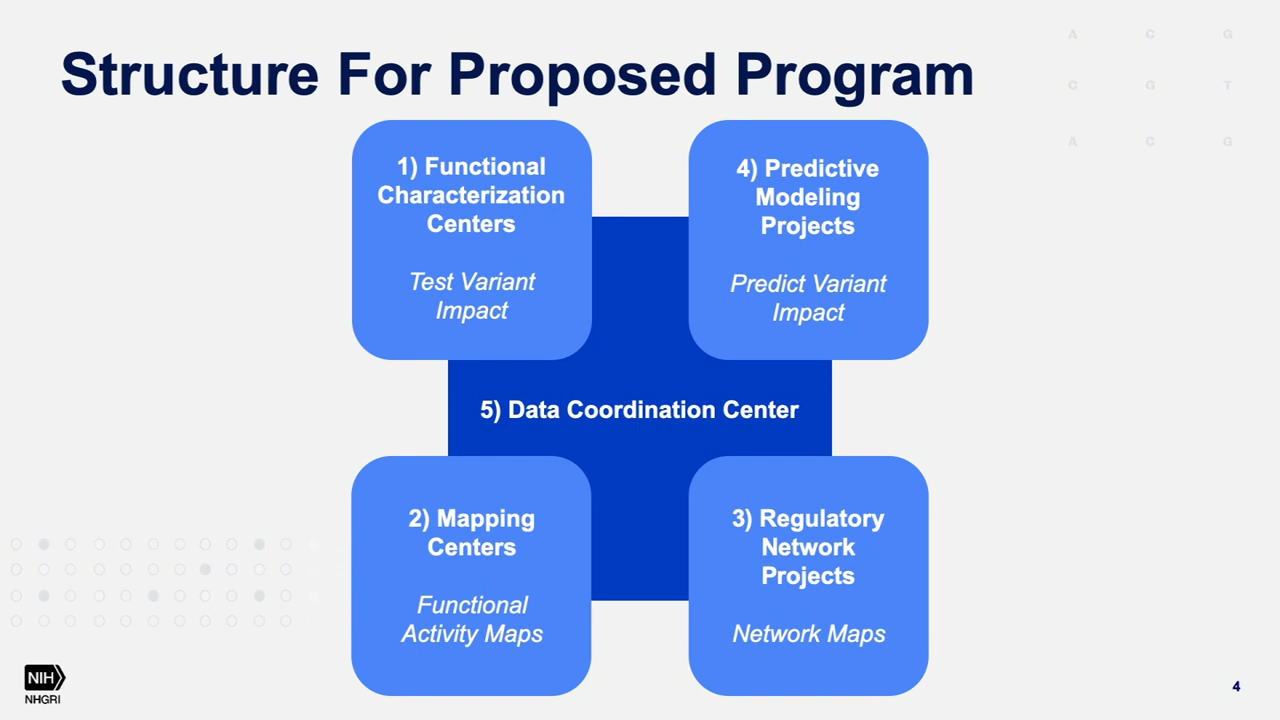 Structure For Proposed Program
A C G
C G T
A C G
1) Functional
Characterization
Centers
Test Variant
Impact
4) Predictive
Modeling
Projects
Predict Variant
Impact
5) Data Coordination Center
2) Mapping
Centers
Functional
Activity Maps
3) Regulatory
Network
Projects
Network Maps
NIH
NHGRI
4